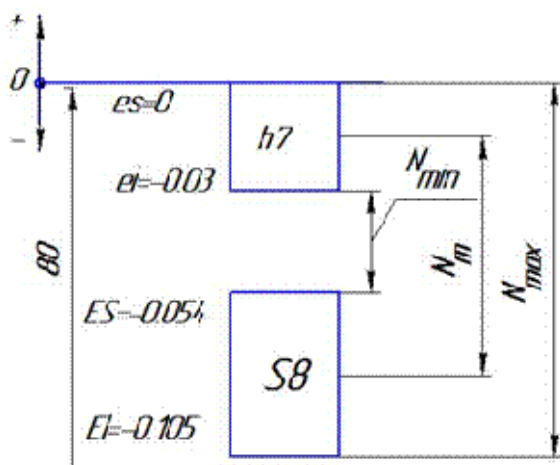 +
0
-
es=0
h7
ei=-0.03
N min
80
N m
N max
ES=-0.054
S8
EI=-0.105